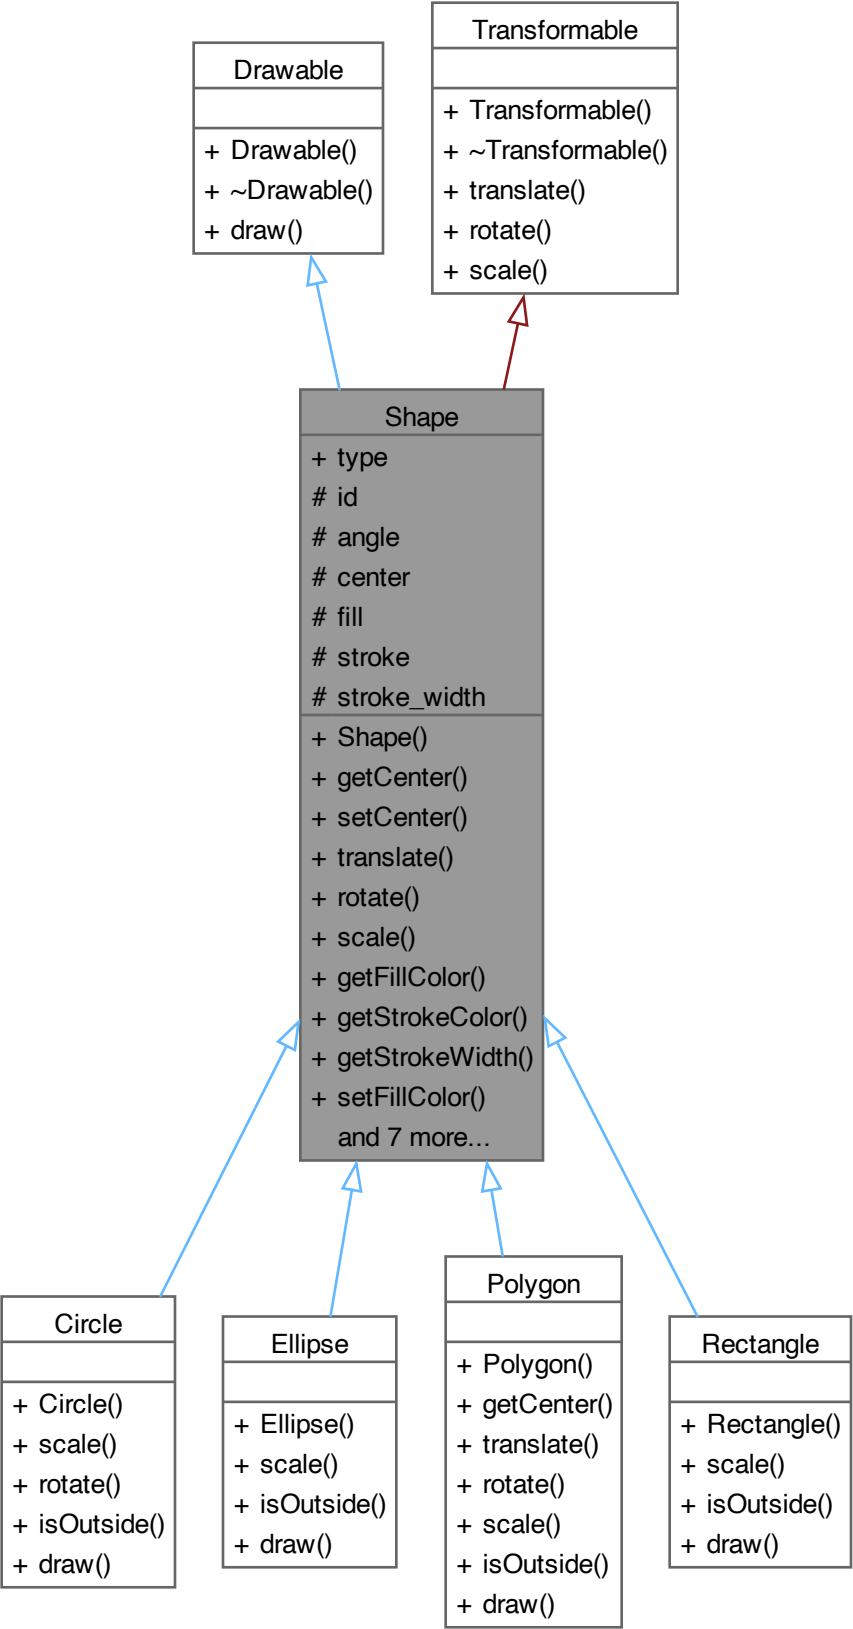 Drawable
+ Drawable()
+ ~Drawable()
+ draw()
Transformable
+ Transformable()
+ ~Transformable()
+ translate()
+ rotate()
+ scale()
Shape
+ type
# id
# angle
# center
# fill
# stroke
# stroke_width
+ Shape()
+ getCenter()
+ setCenter()
+ translate()
+ rotate()
+ scale()
+ getFillColor()
+ getStrokeColor()
+ getStrokeWidth()
+ setFillColor()
and 7 more...
Circle
+ Circle()
+ scale()
+ rotate()
+ isOutside()
+ draw()
Ellipse
+ Ellipse()
+ scale()
+ isOutside()
+ draw()
Polygon
+ Polygon()
+ getCenter()
+ translate()
+ rotate()
+ scale()
+ isOutside()
+ draw()
Rectangle
+ Rectangle()
+ scale()
+ isOutside()
+ draw()